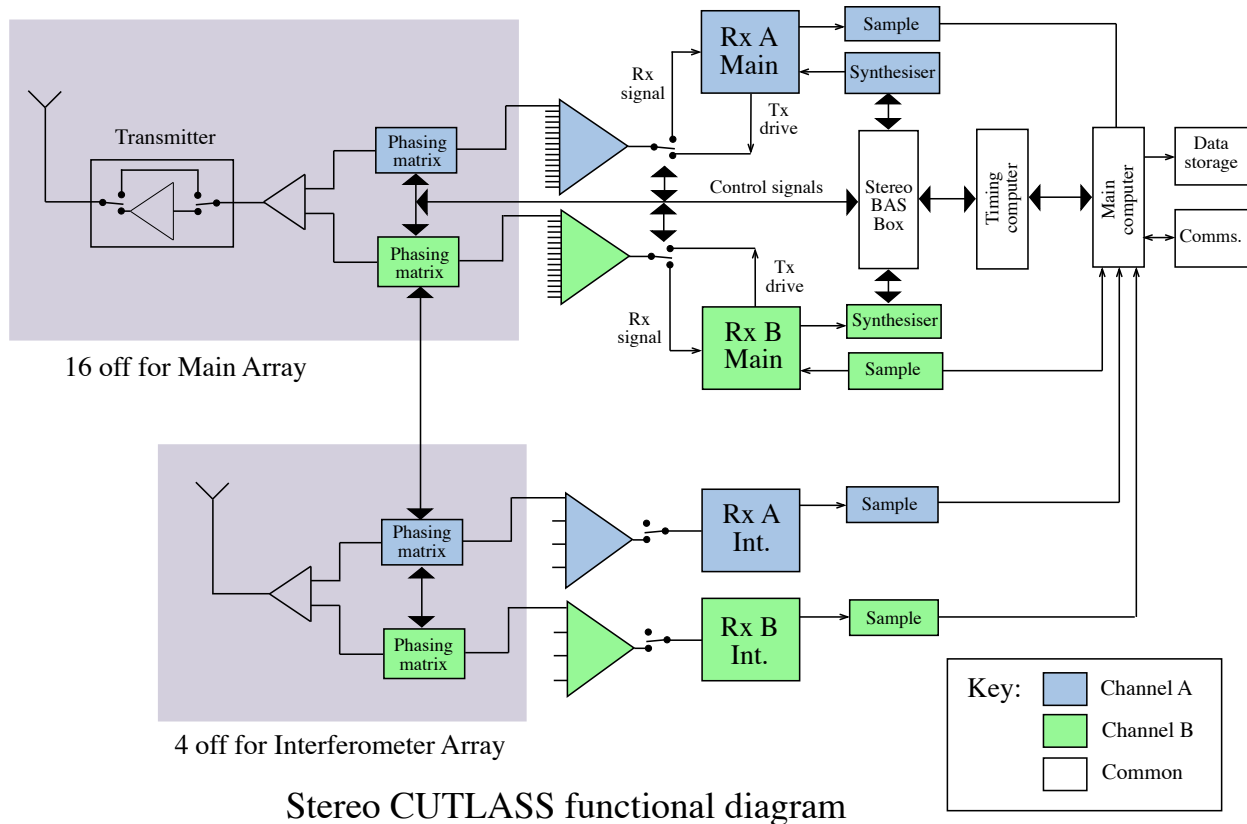 Rx A
Main
Sample
Synthesiser
Rx
signal
Tx
drive
Transmitter
Phasing
matrix
Control signals
Stereo
BAS
Box
Timing
computer
Main
computer
Data
storage
Comms.
Phasing
matrix
Tx
drive
Rx
signal
Rx B
Main
Synthesiser
Sample
16 off for Main Array
Phasing
matrix
Rx A
Int.
Sample
Phasing
matrix
Rx B
Int.
Sample
4 off for Interferometer Array
Key:
Channel A
Channel B
Common
Stereo CUTLASS functional diagram